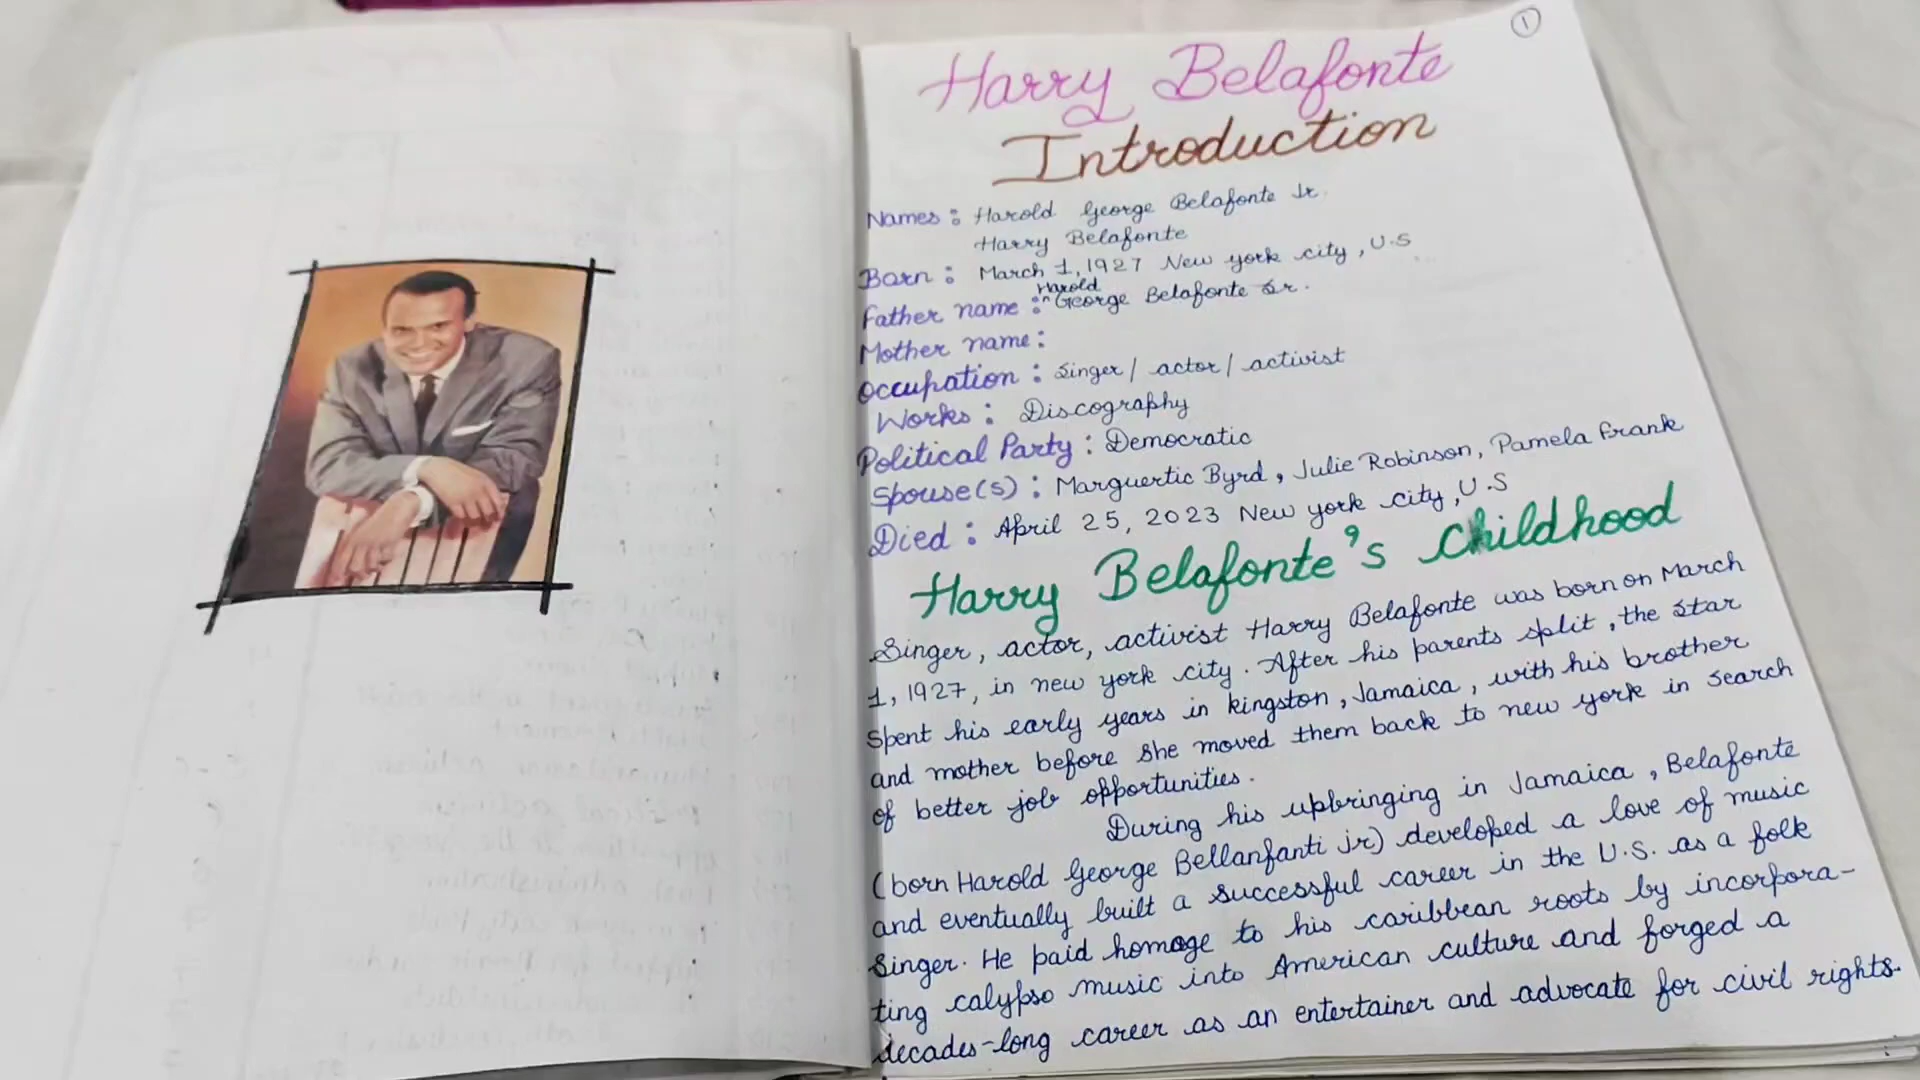 1
Harry Belafonte
Introduction
Names: Harold George Belafonte Jr.
Harry Belafonte
Born: March 1, 1927 New york city, U.S
Harold
Father name: ^George Belafonte Sr.
Mother name:
Occupation: Singer/ actor/ activist
Works: Discography
Political Party: Democratic
Spouse(s): Marguertic Byrd, Julie Robinson, Pamela Frank
Died: April 25, 2023 New york city, U.S
Harry Belafonte's Childhood
Singer, actor, activist Harry Belafonte was born on March
1, 1927, in new york city. After his parents split, the star
spent his early years in kingston, Jamaica, with his brother
and mother before she moved them back to new york in search
of better job opportunities.
During his upbringing in Jamaica, Belafonte
(born Harold George Bellanfanti jr) developed a love of music
and eventually built a successful career in the U.S. as a folk
singer. He paid homage to his caribbean roots by incorpora-
ting calypso music into American culture and forged a
decades-long career as an entertainer and advocate for civil rights.